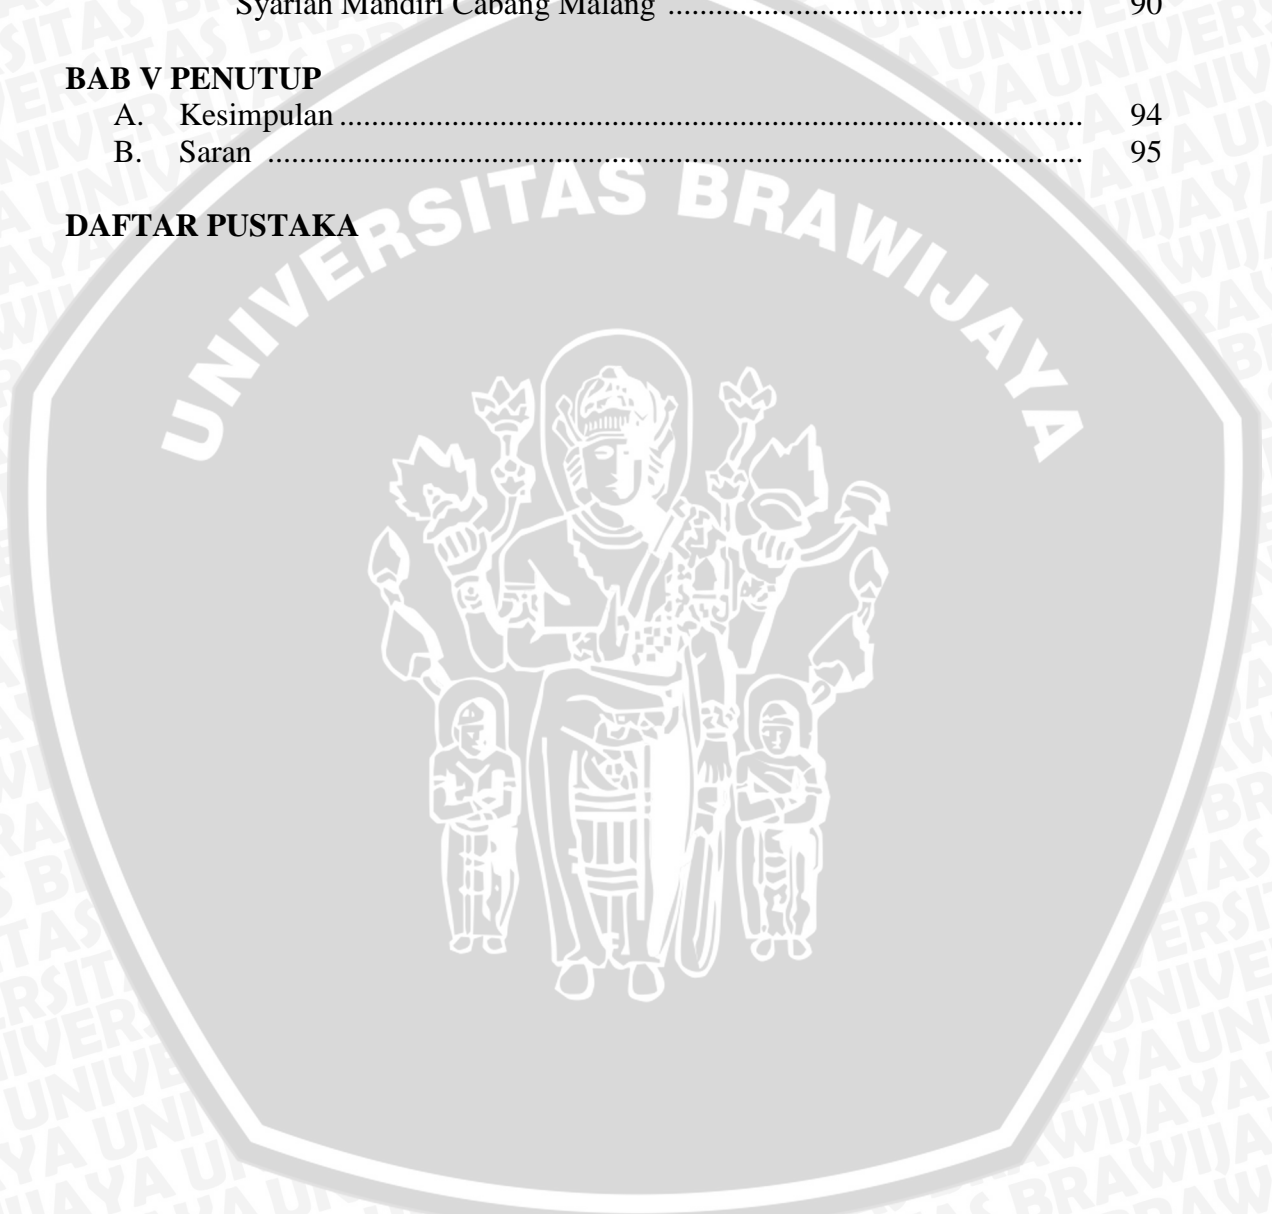 Syariah Mandiri Cabang Malang ................................................... 90
BAB V PENUTUP
A. Kesimpulan ............................................................................................ 94
B. Saran ..................................................................................................... 95
DAFTAR PUSTAKA
UNIVERSITAS BRAWIJAYA